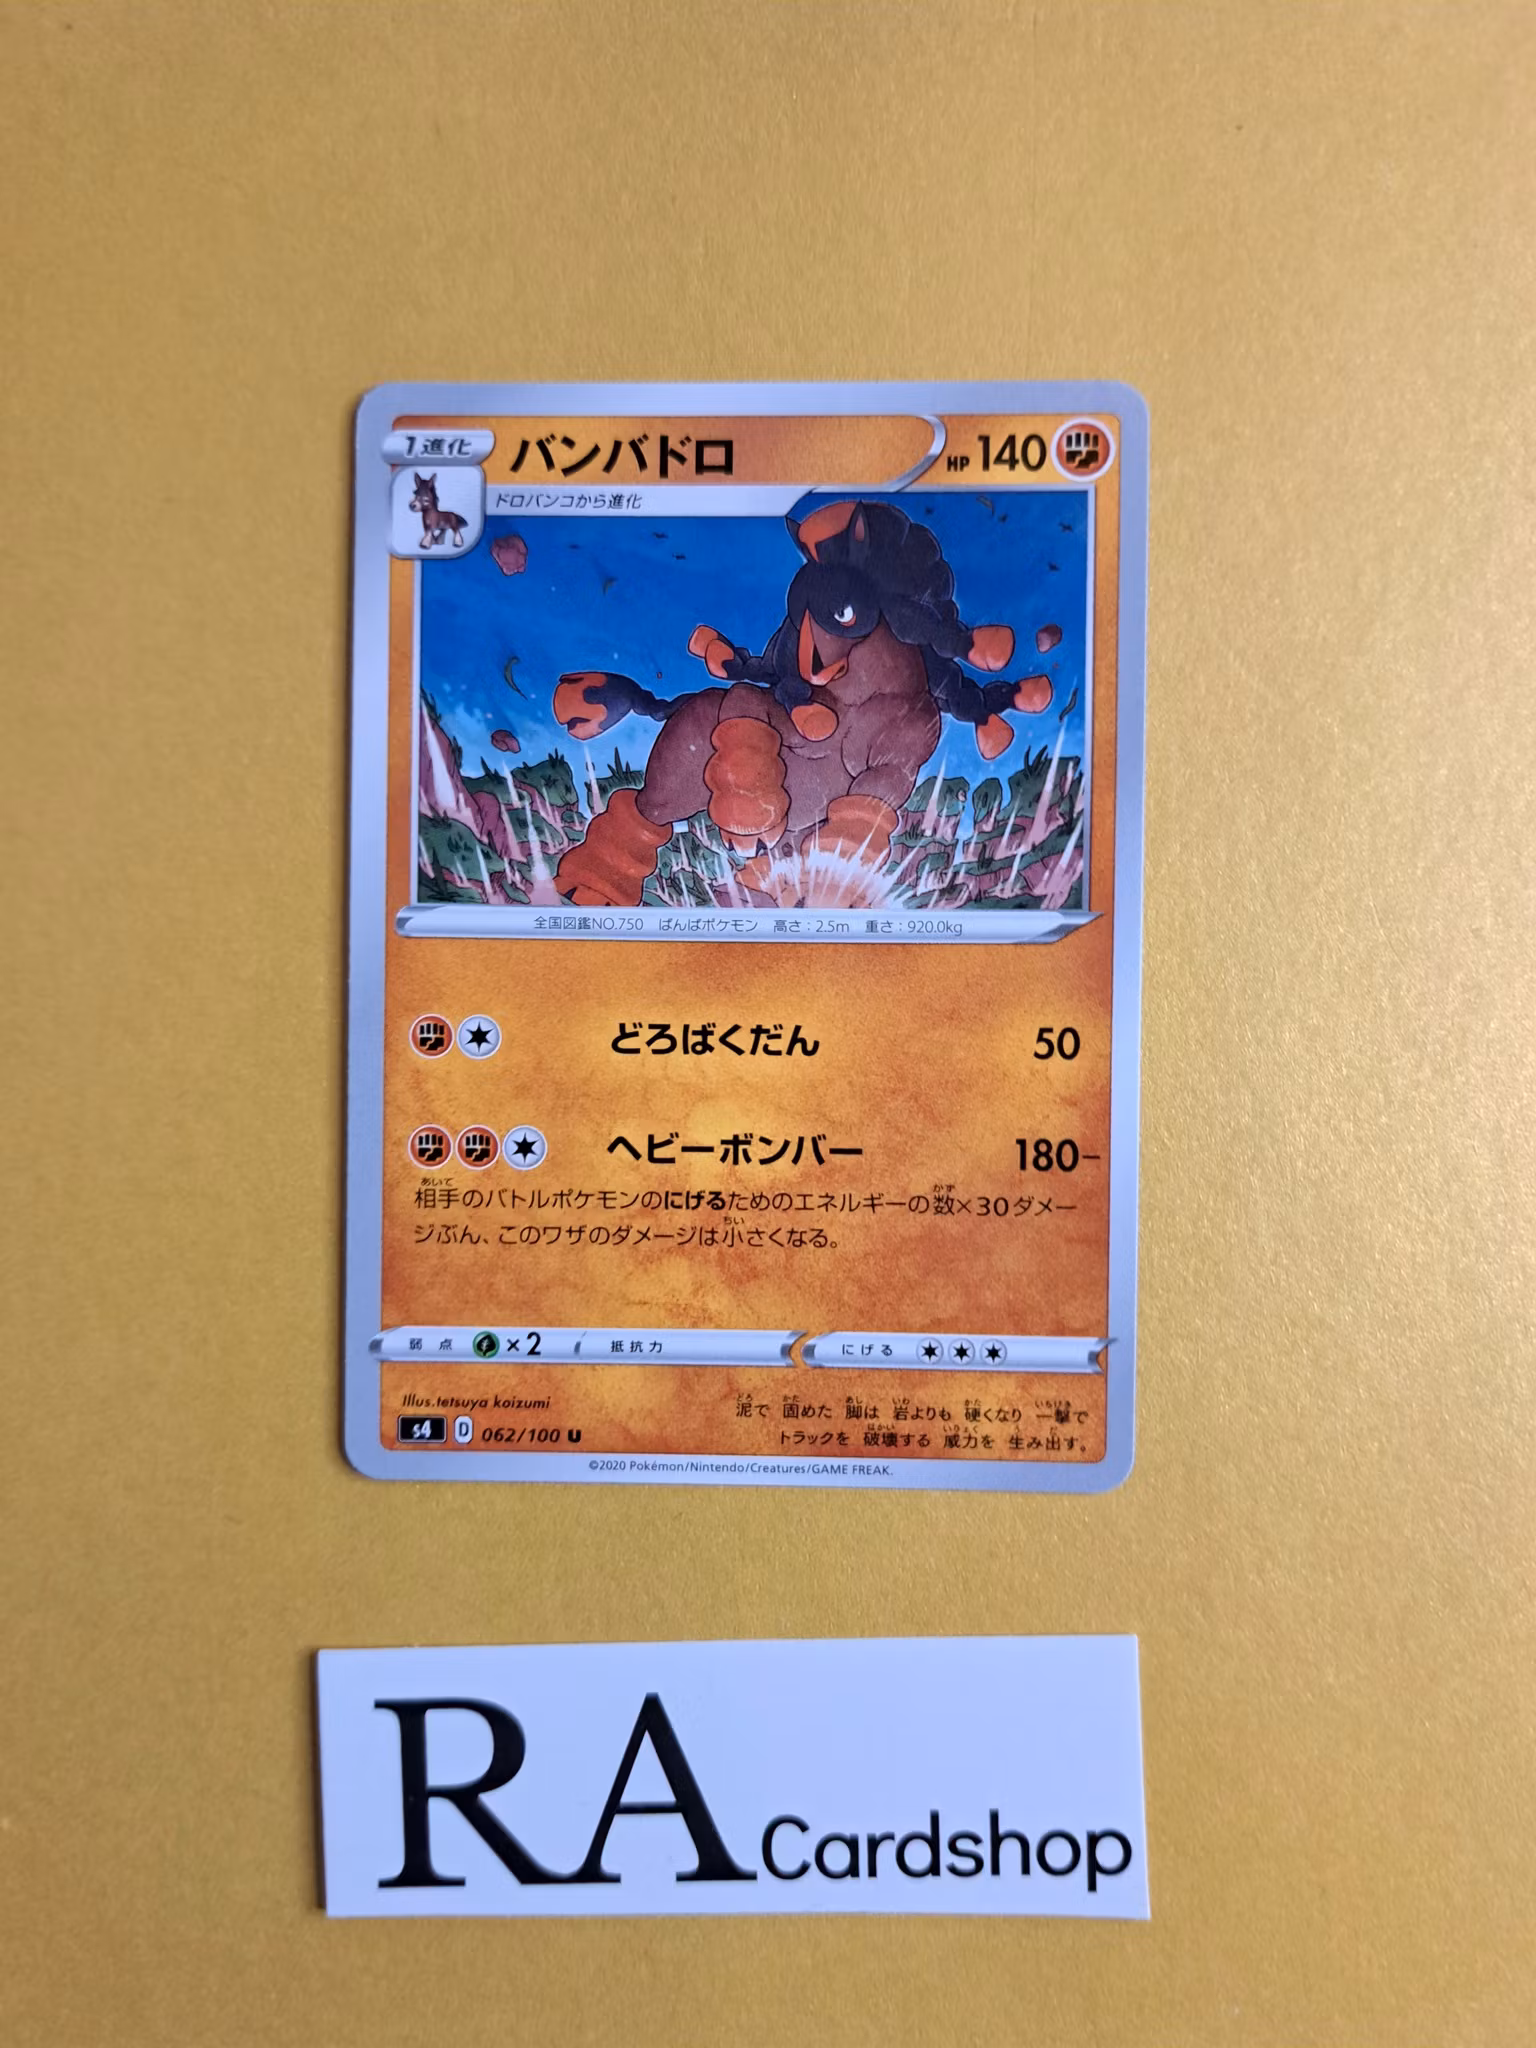 1進化
バンバドロ
HP 140
ドロバンコから進化
全国図鑑NO.750 ばんばポケモン 高さ:2.5m 重さ:920.0kg
どろばくだん 50
ヘビーボンバー 180−
相手のバトルポケモンのにげるためのエネルギーの数×30ダメー
ジぶん、このワザのダメージは小さくなる。
弱点 ×2 抵抗力 にげる
Illus.tetsuya koizumi
泥で 固めた 脚は 岩よりも 硬くなり 一撃で
トラックを 破壊する 威力を 生み出す。
s4 D 062/100 U
©2020 Pokémon/Nintendo/Creatures/GAME FREAK.
RA Cardshop